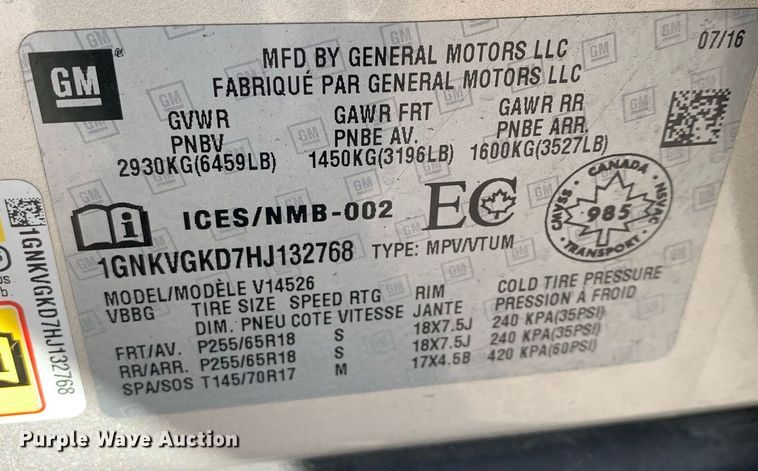 GM
MFD BY GENERAL MOTORS LLC
FABRIQUÉ PAR GENERAL MOTORS LLC
07/16
GVWR GAWR FRT GAWR RR
PNBV PNBE AV. PNBE ARR.
2930KG(6459LB) 1450KG(3196LB) 1600KG(3527LB)
ICES/NMB-002 EC
CANADA
CMVSS 985 NSVAC
TRANSPORT
1GNKVGKD7HJ132768 TYPE: MPV/VTUM
MODEL/MODÈLE V14526
VBBG TIRE SIZE SPEED RTG RIM COLD TIRE PRESSURE
DIM. PNEU COTE VITESSE JANTE PRESSION À FROID
FRT/AV. P255/65R18 S 18X7.5J 240 KPA(35PSI)
RR/ARR. P255/65R18 S 18X7.5J 240 KPA(35PSI)
SPA/SOS T145/70R17 M 17X4.5B 420 KPA(60PSI)
1GNKVGKD7HJ132768
Purple Wave Auction